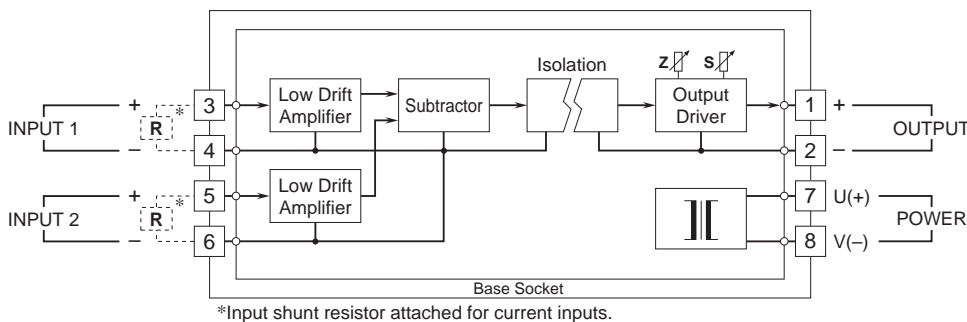 Isolation
Z S
INPUT 1
+
–
R
*
3
4
Low Drift
Amplifier
Subtractor
Output
Driver
1
2
+
–
OUTPUT
INPUT 2
+
–
R
*
5
6
Low Drift
Amplifier
7
8
U(+)
V(–)
POWER
Base Socket
*Input shunt resistor attached for current inputs.